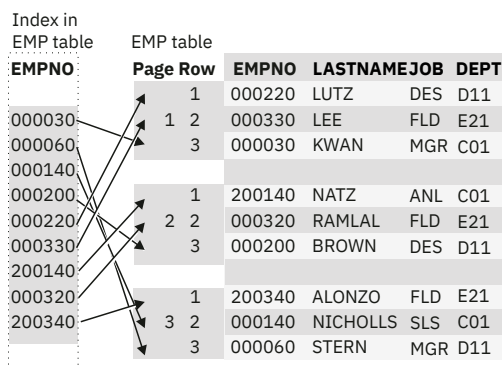 Index in
EMP table EMP table
EMPNO Page Row EMPNO LASTNAME JOB DEPT
1 000220 LUTZ DES D11
000030 1 2 000330 LEE FLD E21
000060 3 000030 KWAN MGR C01
000140
000200 1 200140 NATZ ANL C01
000220 2 2 000320 RAMLAL FLD E21
000330 3 000200 BROWN DES D11
200140
000320 1 200340 ALONZO FLD E21
200340 3 2 000140 NICHOLLS SLS C01
3 000060 STERN MGR D11